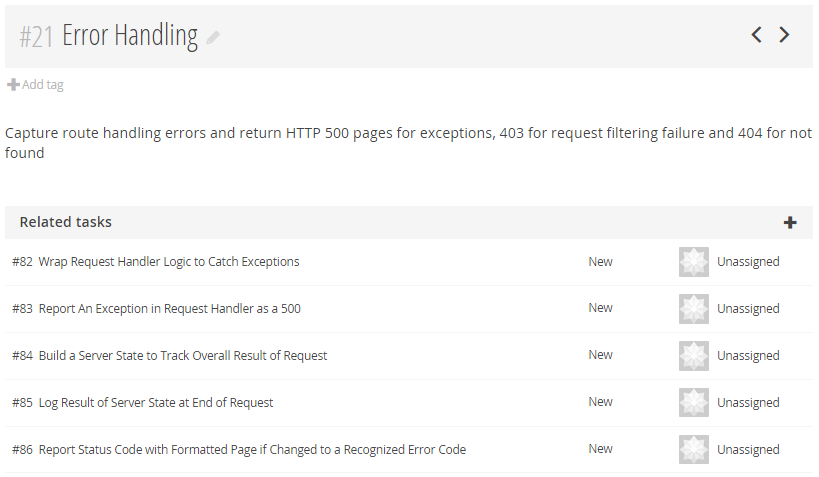 #21 Error Handling
Add tag
Capture route handling errors and return HTTP 500 pages for exceptions, 403 for request filtering failure and 404 for not
found
Related tasks
#82 Wrap Request Handler Logic to Catch Exceptions New Unassigned
#83 Report An Exception in Request Handler as a 500 New Unassigned
#84 Build a Server State to Track Overall Result of Request New Unassigned
#85 Log Result of Server State at End of Request New Unassigned
#86 Report Status Code with Formatted Page if Changed to a Recognized Error Code New Unassigned